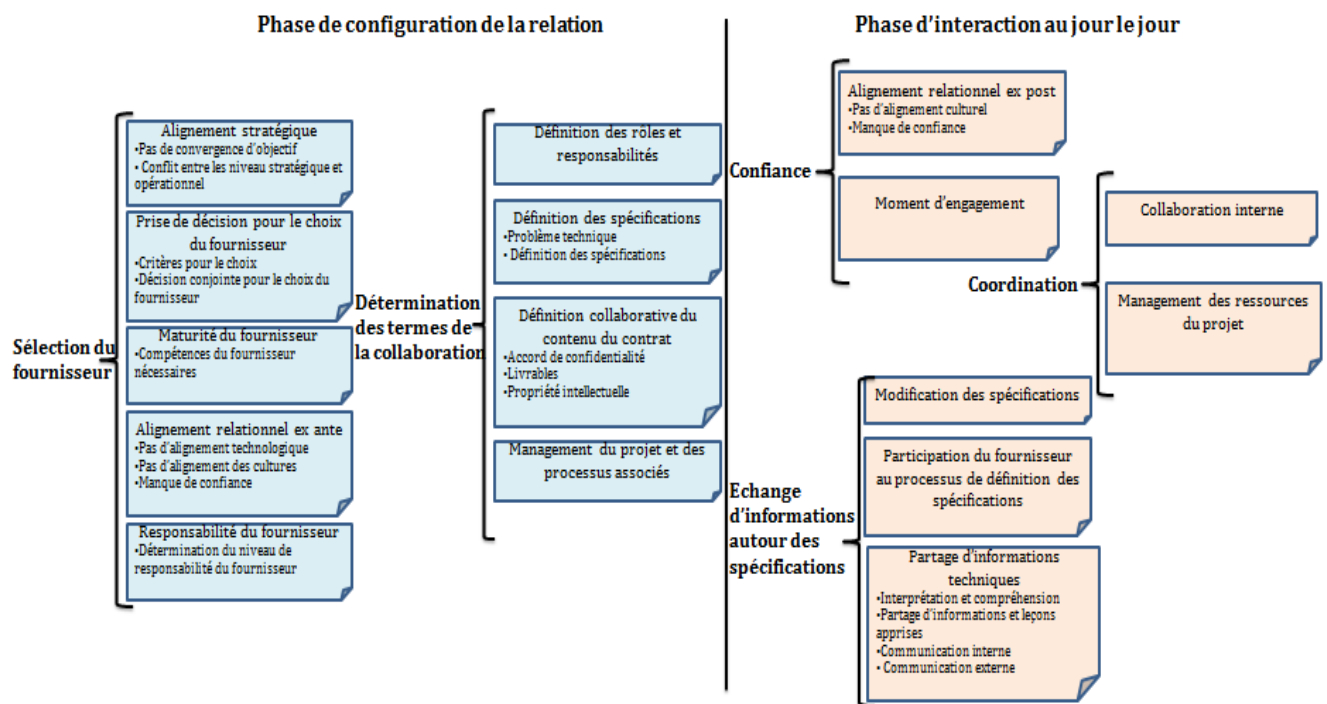 Phase de configuration de la relation
Sélection du
fournisseur
Alignement stratégique
•Pas de convergence d'objectif
• Conflit entre les niveau stratégique et
opérationnel
Prise de décision pour le choix
du fournisseur
•Critères pour le choix
•Décision conjointe pour le choix du
fournisseur
Maturité du fournisseur
•Compétences du fournisseur
nécessaires
Alignement relationnel ex ante
•Pas d'alignement technologique
•Pas d'alignement des cultures
•Manque de confiance
Responsabilité du fournisseur
•Détermination du niveau de
responsabilité du fournisseur
Détermination
des termes de
la collaboration
Définition des rôles et
responsabilités
Définition des spécifications
•Problème technique
• Définition des spécifications
Définition collaborative du
contenu du contrat
•Accord de confidentialité
•Livrables
•Propriété intellectuelle
Management du projet et des
processus associés
Phase d'interaction au jour le jour
Confiance
Alignement relationnel ex post
•Pas d'alignement culturel
•Manque de confiance
Moment d'engagement
Coordination
Collaboration interne
Management des ressources
du projet
Echange
d'informations
autour des
spécifications
Modification des spécifications
Participation du fournisseur
au processus de définition des
spécifications
Partage d'informations
techniques
•Interprétation et compréhension
•Partage d'informations et leçons
apprises
•Communication interne
• Communication externe